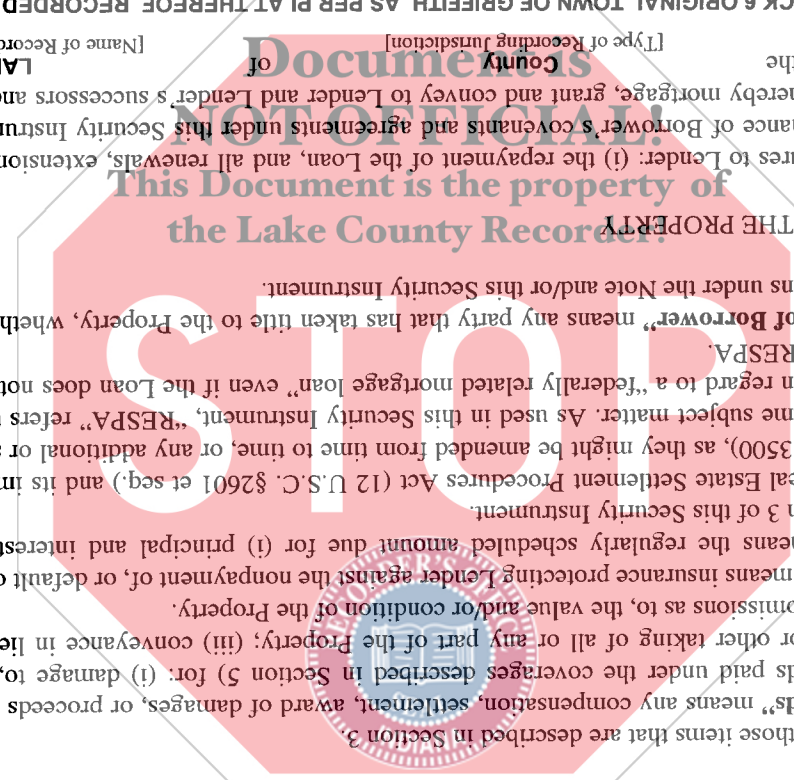 those items that are described in Section 3.
ds" means any compensation, settlement, award of damages, or proceeds
ds paid under the coverages described in Section 5) for: (i) damage to,
or other taking of all or any part of the Property; (iii) conveyance in lie
omissions as to, the value and/or condition of the Property.
means insurance protecting Lender against the nonpayment of, or default o
neans the regularly scheduled amount due for (i) principal and interest
n 3 of this Security Instrument.
eal Estate Settlement Procedures Act (12 U.S.C. §2601 et seq.) and its im
3500), as they might be amended from time to time, or any additional or
me subject matter. As used in this Security Instrument, "RESPA" refers
n regard to a "federally related mortgage loan" even if the Loan does not
RESPA.
of Borrower" means any party that has taken title to the Property, wheth
ns under the Note and/or this Security Instrument.
THE PROPERTY
ures to Lender: (i) the repayment of the Loan, and all renewals, extension
nance of Borrower's covenants and agreements under this Security Instrum
hereby mortgage, grant and convey to Lender and Lender's successors and
the County of LAK
[Type of Recording Jurisdiction] [Name of Record
CK 6 ORIGINAL TOWN OF GRIFFITH, AS PER PLAT THEREOF, RECORDED
Document is
NOT OFFICIAL!
This Document is the property of
the Lake County Recorder!
STOP
RECORDER'S OFFICE
INDIANA